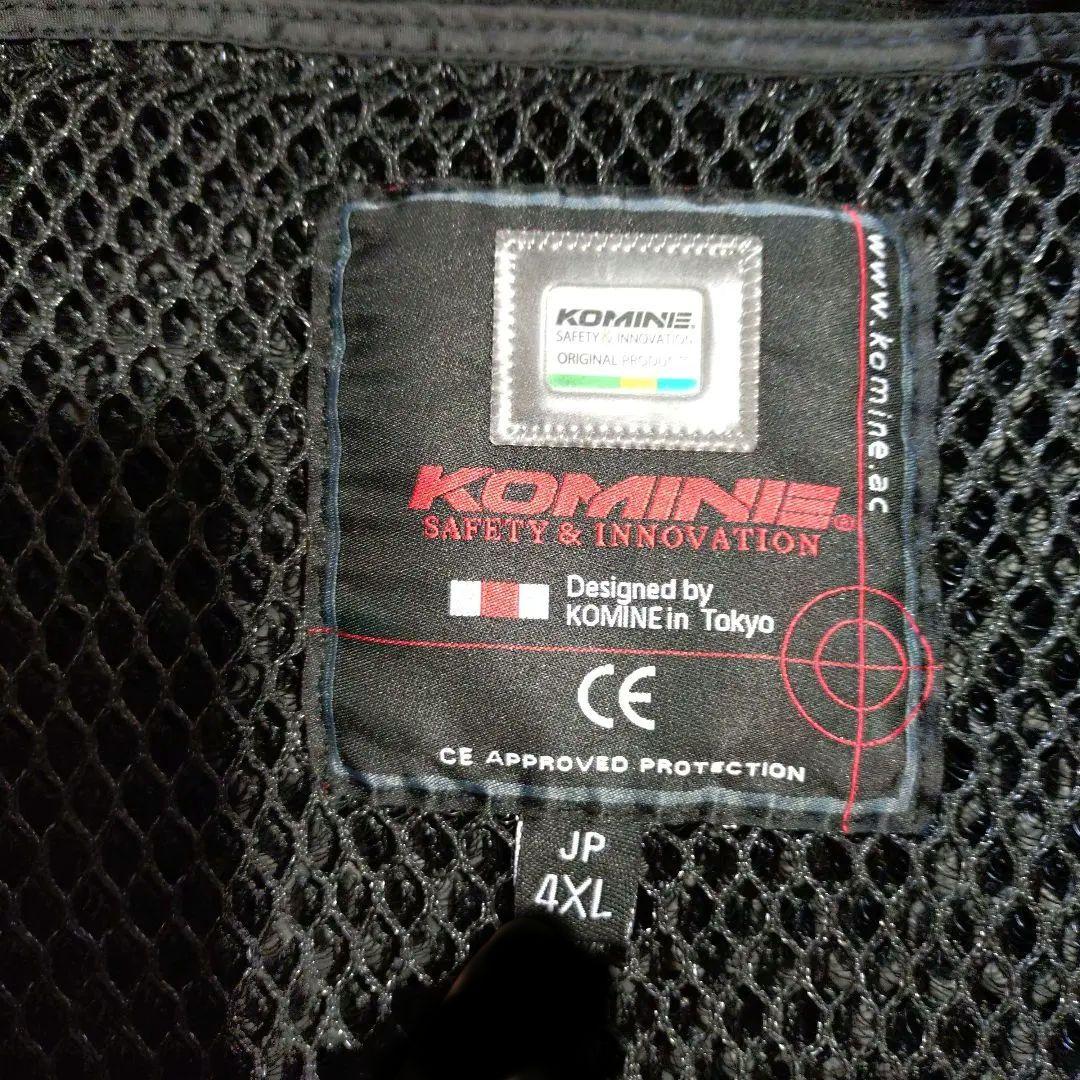 KOMINE.
SAFETY & INNOVATION
ORIGINAL PRODUCTS
KOMINE®
SAFETY & INNOVATION
Designed by
KOMINE in Tokyo
CE
CE APPROVED PROTECTION
www.komine.ac
JP
4XL